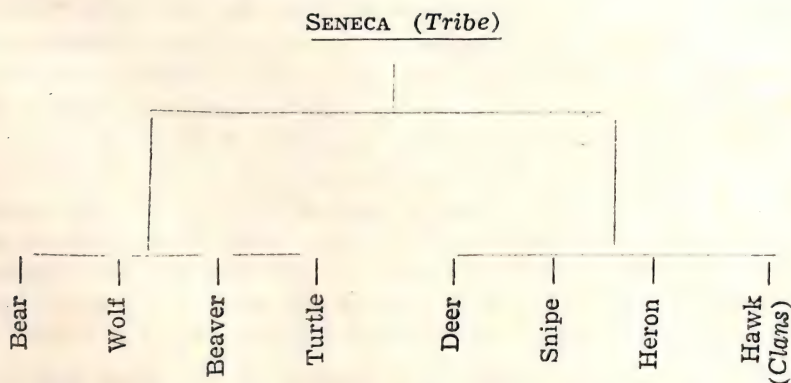 SENECA (Tribe)
Bear
Wolf
Beaver
Turtle
Deer
Snipe
Heron
Hawk
(Clans)